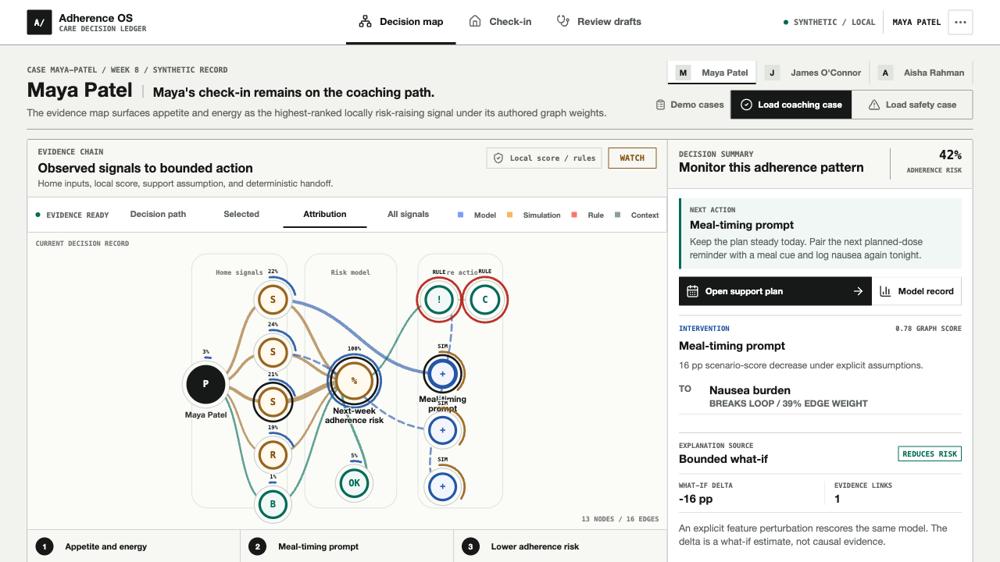 A/
Adherence OS
CARE DECISION LEDGER
Decision map
Check-in
Review drafts
SYNTHETIC / LOCAL
MAYA PATEL
CASE MAYA-PATEL / WEEK 8 / SYNTHETIC RECORD
Maya Patel
Maya's check-in remains on the coaching path.
The evidence map surfaces appetite and energy as the highest-ranked locally risk-raising signal under its authored graph weights.
M Maya Patel
J James O'Connor
A Aisha Rahman
Demo cases
Load coaching case
Load safety case
EVIDENCE CHAIN
Observed signals to bounded action
Home inputs, local score, support assumption, and deterministic handoff.
Local score / rules
WATCH
EVIDENCE READY
Decision path
Selected
Attribution
All signals
Model
Simulation
Rule
Context
CURRENT DECISION RECORD
Home signals
22%
Risk model
RULE
re actio
RULE
S
!
C
24%
S
100%
SIM
3%
21%
P
S
%
+
Maya Patel
Next-week
adherence risk
Meal-timing
prompt
SIM
19%
R
+
5%
SIM
1%
B
OK
+
13 NODES / 16 EDGES
1 Appetite and energy
2 Meal-timing prompt
3 Lower adherence risk
DECISION SUMMARY
Monitor this adherence pattern
42%
ADHERENCE RISK
NEXT ACTION
Meal-timing prompt
Keep the plan steady today. Pair the next planned-dose
reminder with a meal cue and log nausea again tonight.
Open support plan
Model record
INTERVENTION
0.78 GRAPH SCORE
Meal-timing prompt
16 pp scenario-score decrease under explicit assumptions.
TO
Nausea burden
BREAKS LOOP / 39% EDGE WEIGHT
EXPLANATION SOURCE
Bounded what-if
REDUCES RISK
WHAT-IF DELTA
-16 pp
EVIDENCE LINKS
1
An explicit feature perturbation rescores the same model. The
delta is a what-if estimate, not causal evidence.